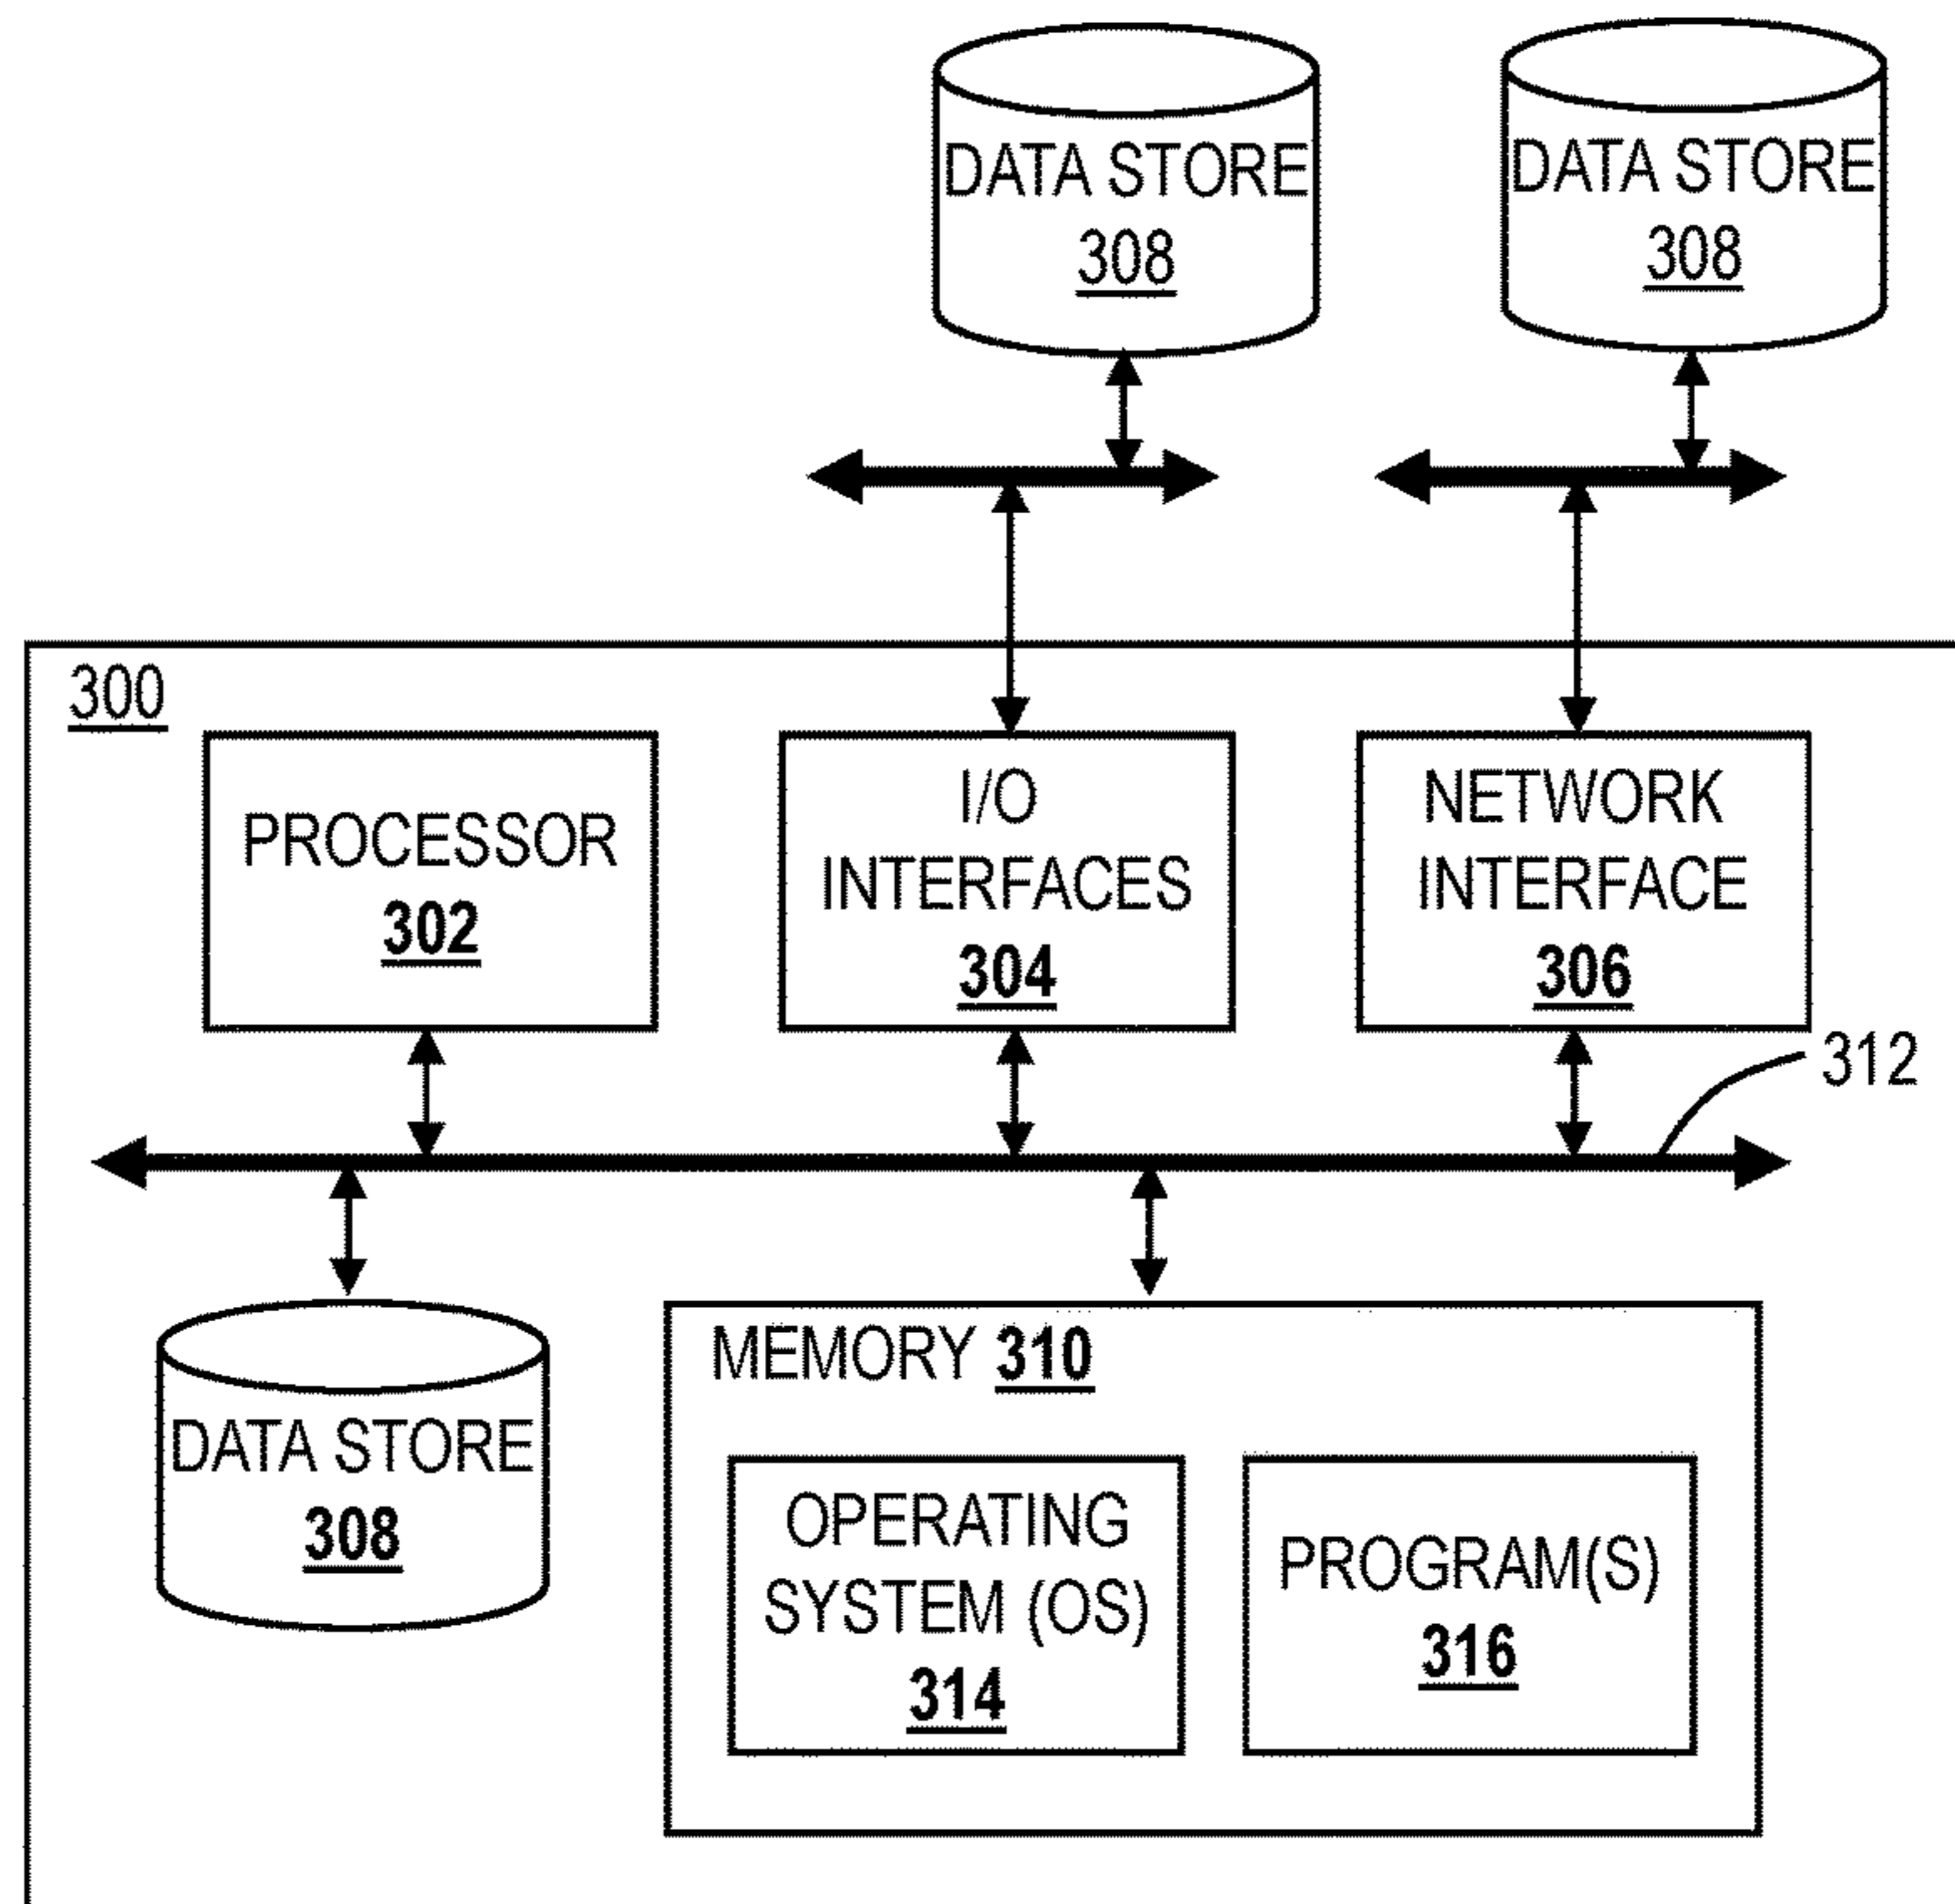 DATA STORE
308
DATA STORE
308
300
PROCESSOR
302
I/O
INTERFACES
304
NETWORK
INTERFACE
306
312
DATA STORE
308
MEMORY 310
OPERATING
SYSTEM (OS)
314
PROGRAM(S)
316